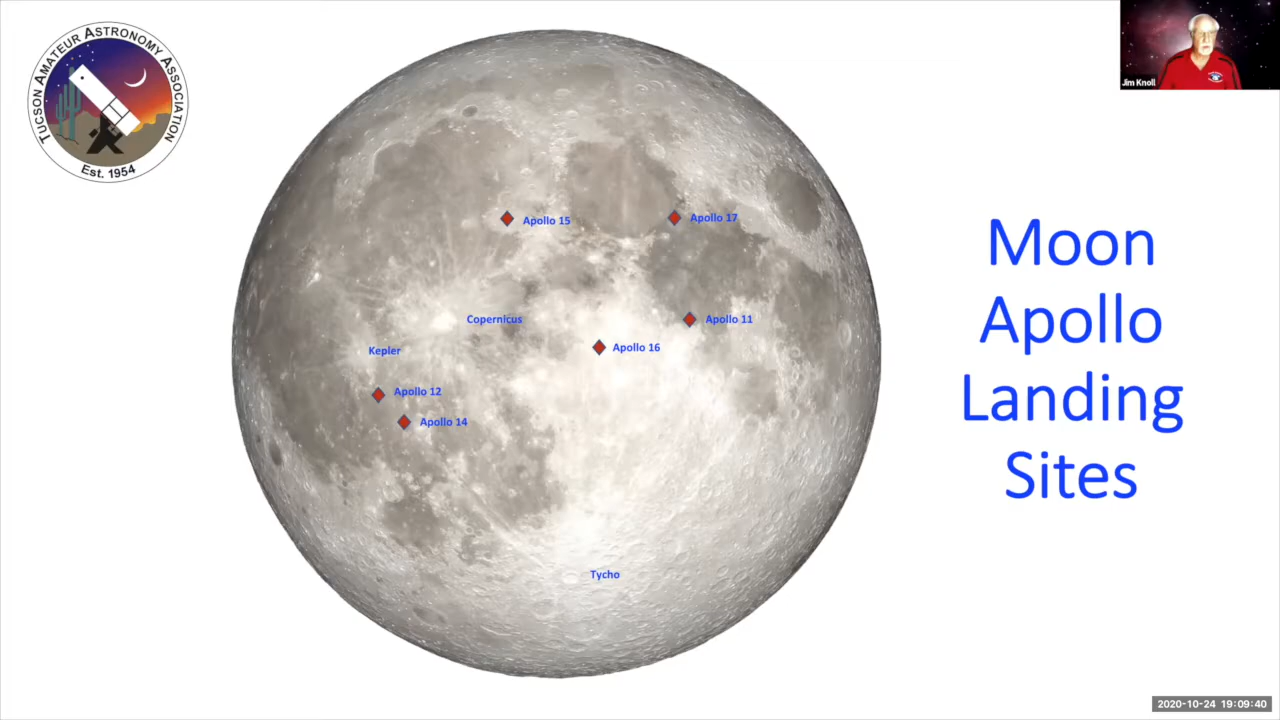 TUCSON AMATEUR ASTRONOMY ASSOCIATION
Est. 1954
Jim Knoll
Apollo 15
Apollo 17
Moon
Apollo
Landing
Sites
Copernicus
Apollo 11
Apollo 16
Kepler
Apollo 12
Apollo 14
Tycho
2020-10-24 19:09:40